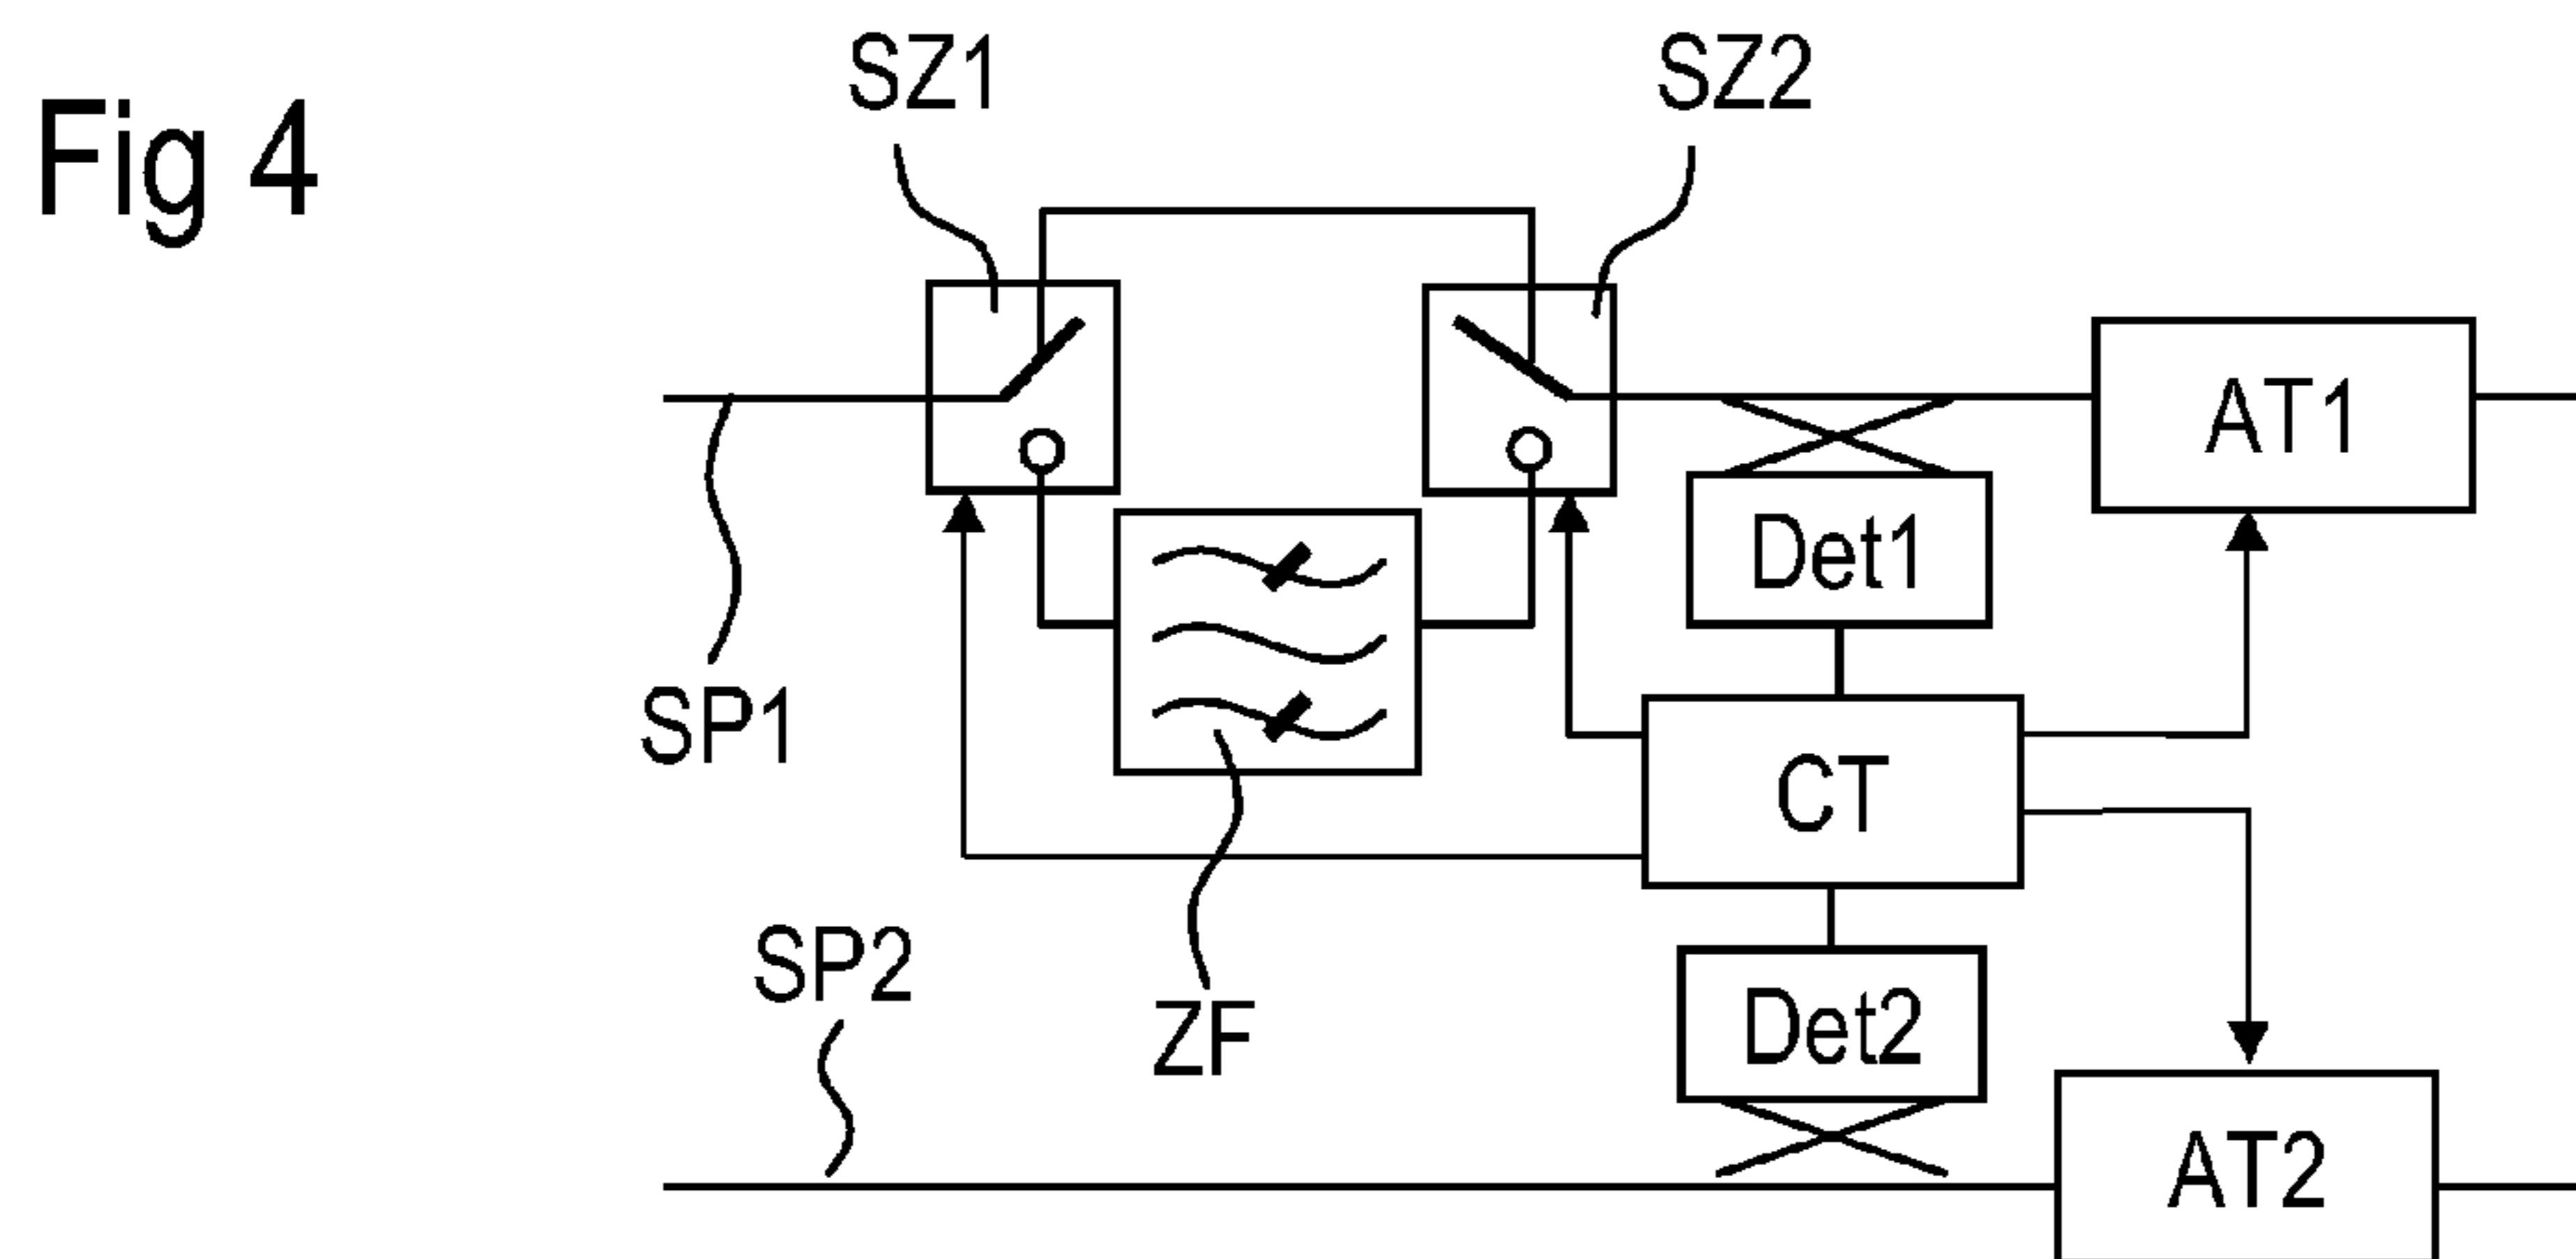 Fig 4
SZ1
SZ2
AT1
Det1
SP1
CT
SP2
ZF
Det2
AT2